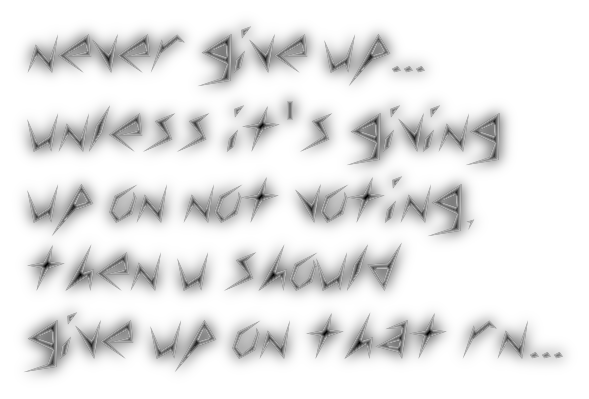 never give up...
unless it's giving
up on not voting,
then u should
give up on that rn...